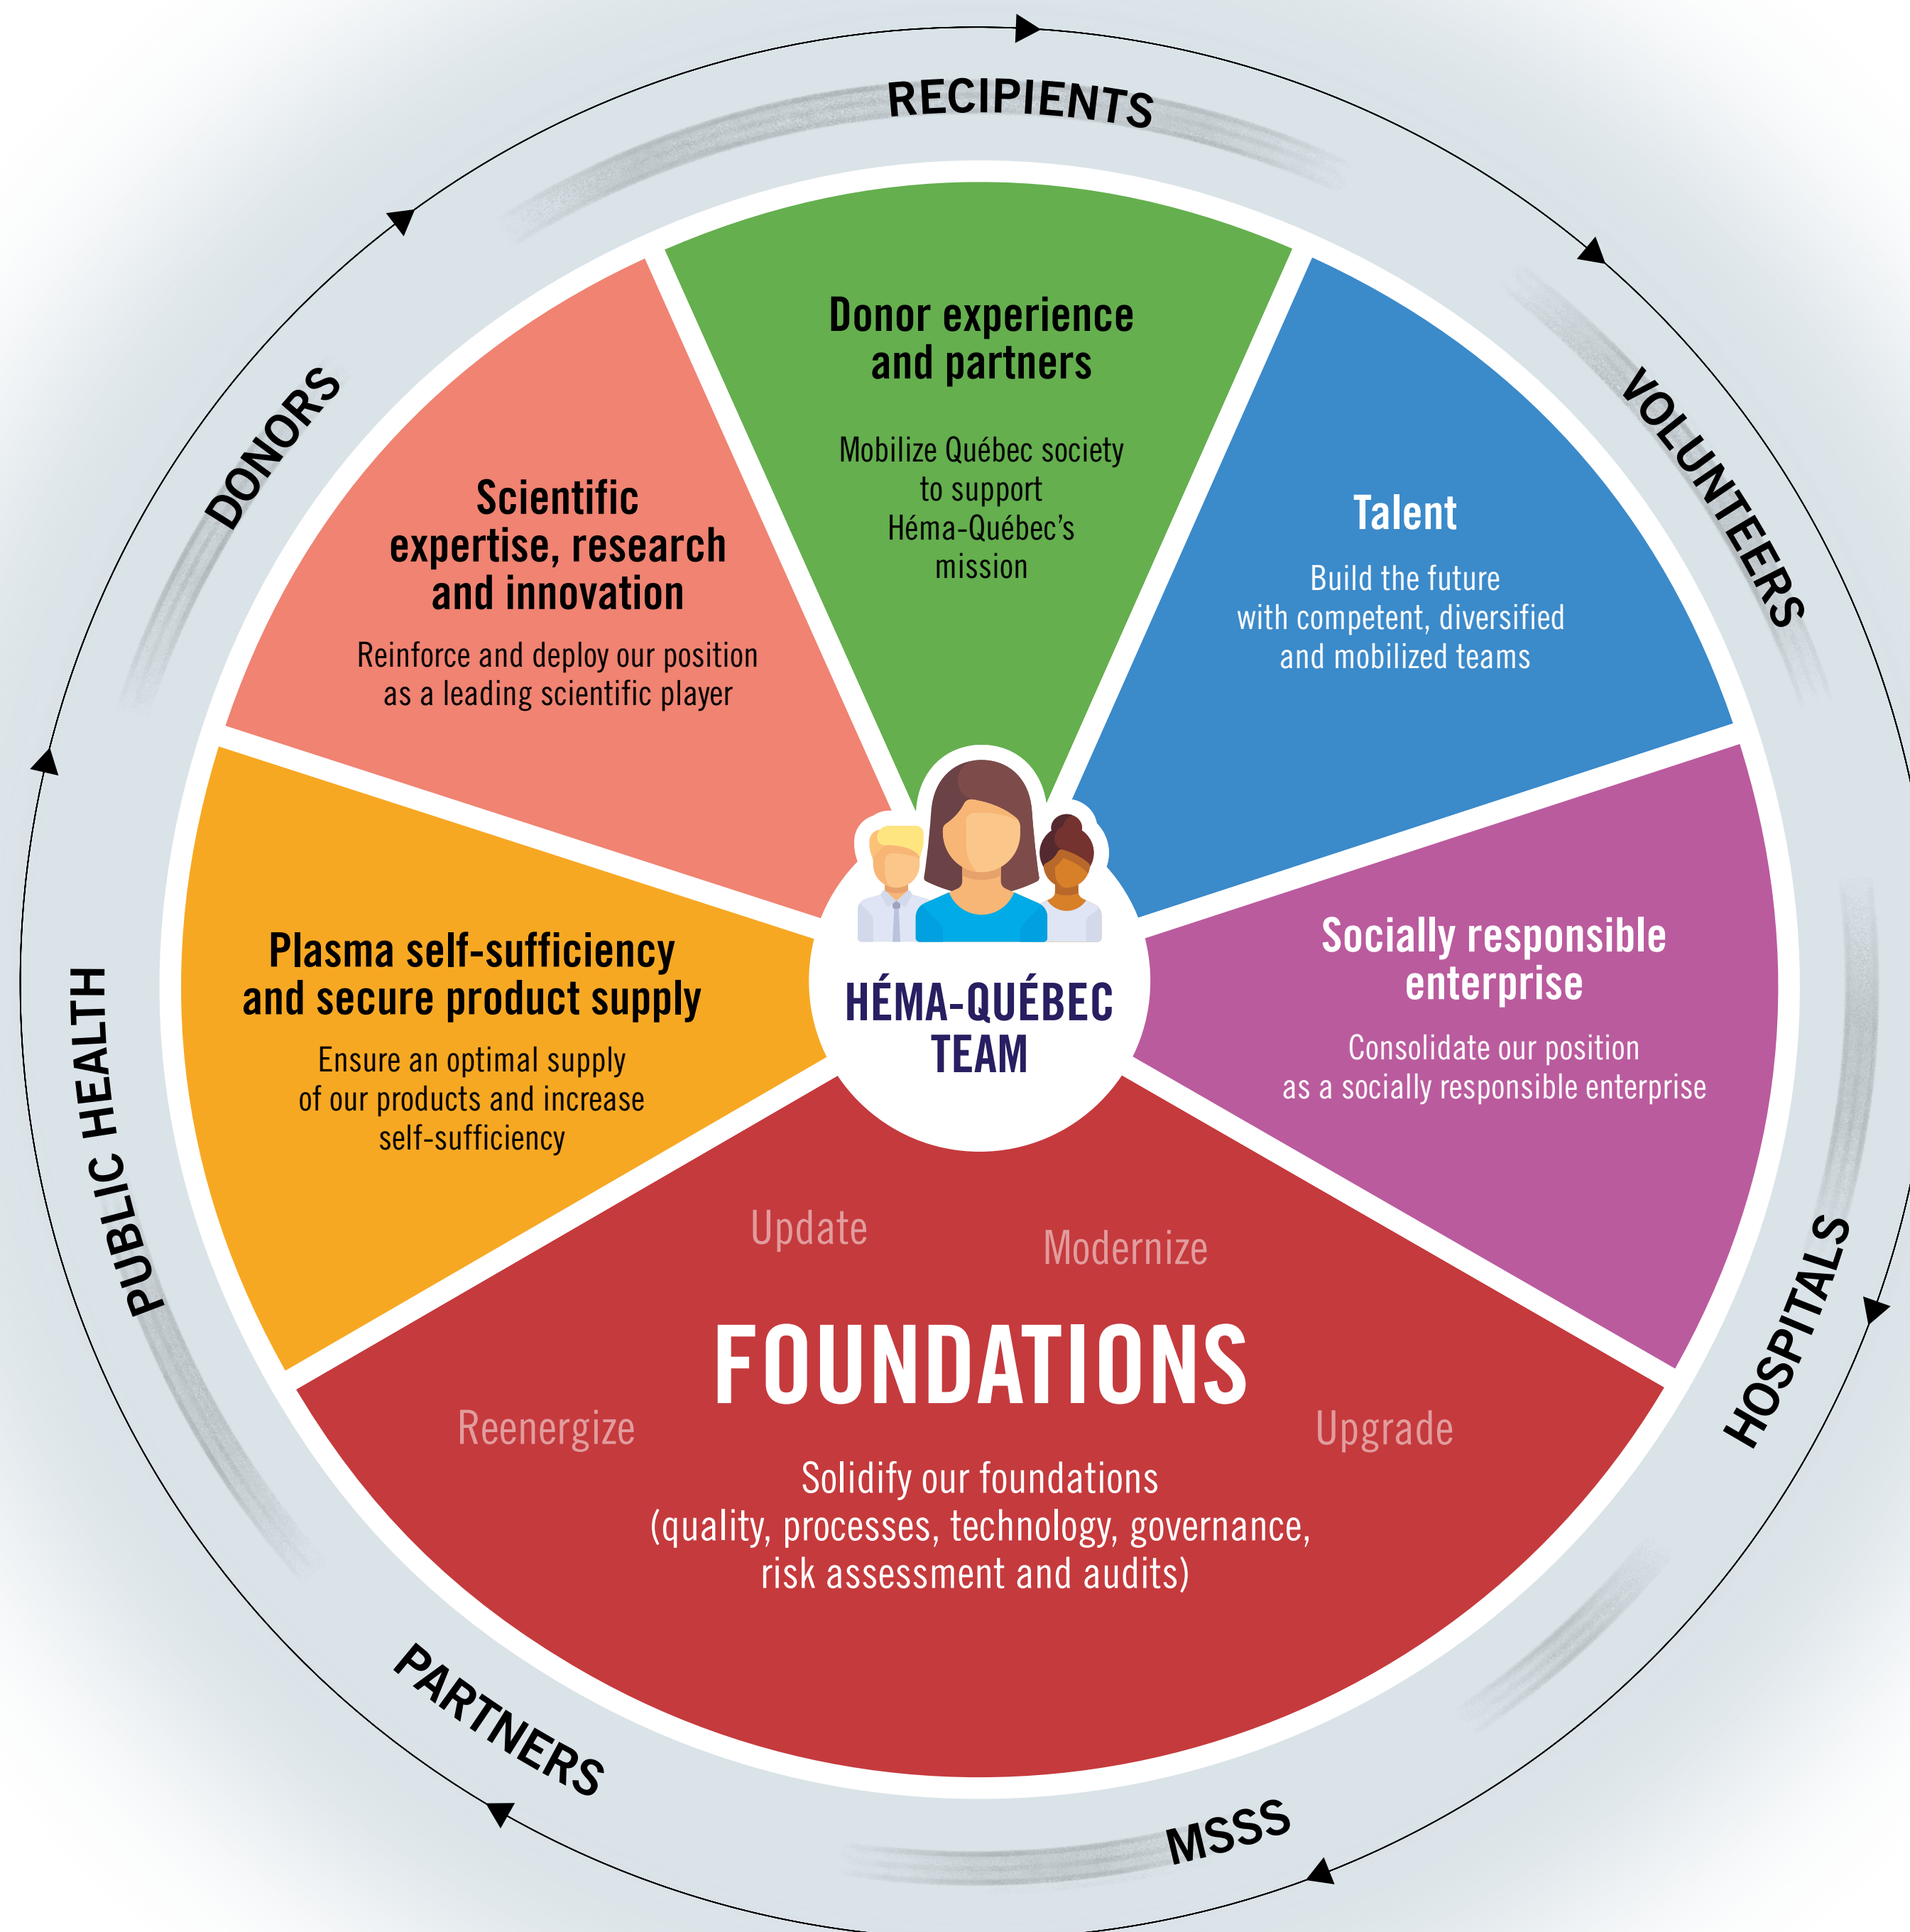 RECIPIENTS
VOLUNTEERS
HOSPITALS
MSSS
PARTNERS
PUBLIC HEALTH
DONORS
Donor experience
and partners
Mobilize Québec society
to support
Héma-Québec’s
mission
Talent
Build the future
with competent, diversified
and mobilized teams
Socially responsible
enterprise
Consolidate our position
as a socially responsible enterprise
Update
Modernize
FOUNDATIONS
Reenergize
Upgrade
Solidify our foundations
(quality, processes, technology, governance,
risk assessment and audits)
Plasma self-sufficiency
and secure product supply
Ensure an optimal supply
of our products and increase
self-sufficiency
Scientific
expertise, research
and innovation
Reinforce and deploy our position
as a leading scientific player
HÉMA-QUÉBEC
TEAM